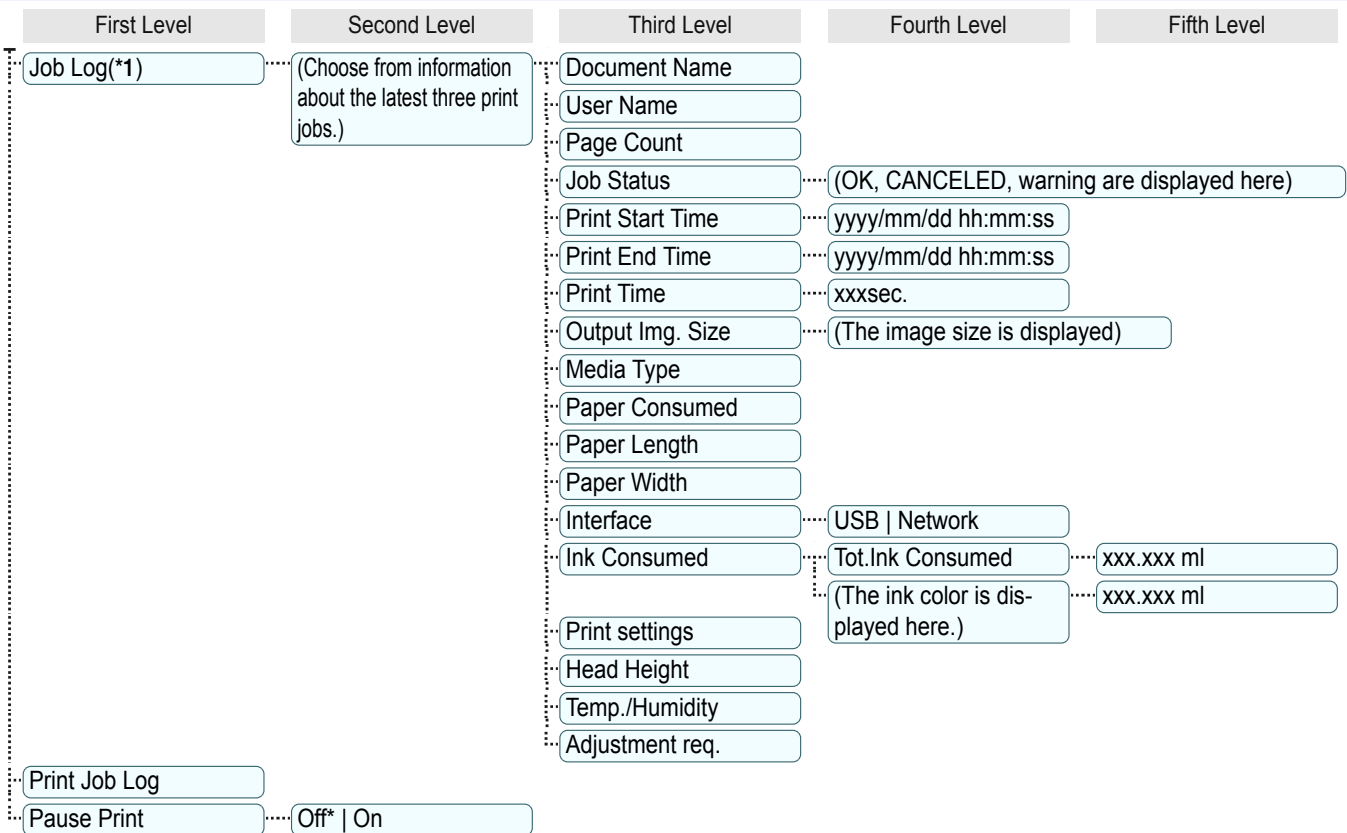 First Level Second Level Third Level Fourth Level Fifth Level
Job Log(*1) (Choose from information Document Name
about the latest three print
jobs.)
User Name
Page Count
Job Status (OK, CANCELED, warning are displayed here)
Print Start Time yyyy/mm/dd hh:mm:ss
Print End Time yyyy/mm/dd hh:mm:ss
Print Time xxxsec.
Output Img. Size (The image size is displayed)
Media Type
Paper Consumed
Paper Length
Paper Width
Interface USB | Network
Ink Consumed Tot.Ink Consumed xxx.xxx ml
(The ink color is dis- xxx.xxx ml
played here.)
Print settings
Head Height
Temp./Humidity
Adjustment req.
Print Job Log
Pause Print Off* | On